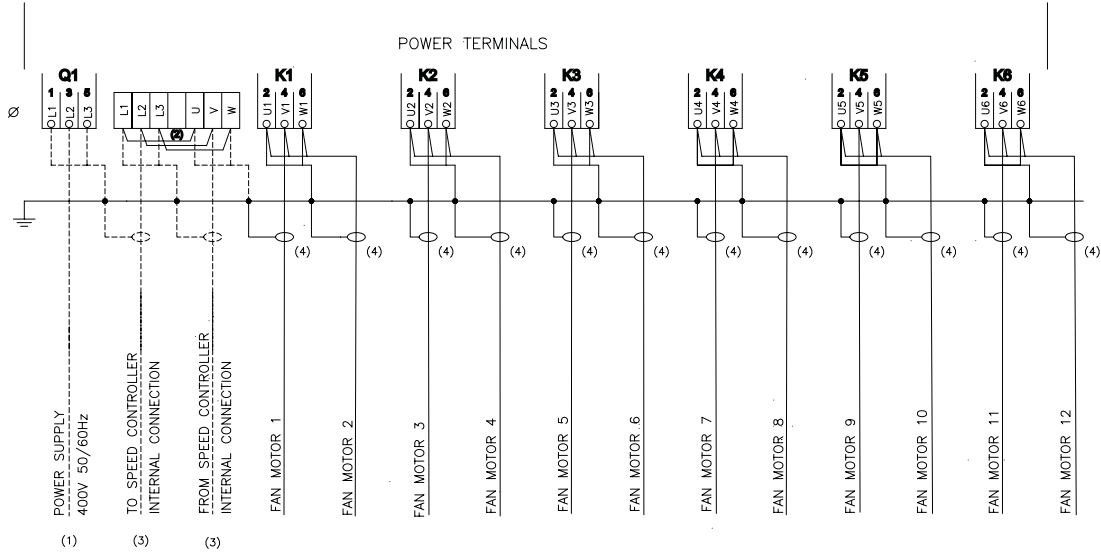 POWER TERMINALS
Q1 K1 K2 K3 K4 K5 K6
1 3 5 2 4 6 2 4 6 2 4 6 2 4 6 2 4 6 2 4 6
L1 L2 L3 L1 L2 L3 U V W U1 V1 W1 U2 V2 W2 U3 V3 W3 U4 V4 W4 U5 V5 W5 U6 V6 W6
Ø
(2)
(4) (4) (4) (4) (4) (4) (4) (4) (4) (4) (4) (4)
POWER SUPPLY
400V 50/60Hz
TO SPEED CONTROLLER
INTERNAL CONNECTION
FROM SPEED CONTROLLER
INTERNAL CONNECTION
FAN MOTOR 1
FAN MOTOR 2
FAN MOTOR 3
FAN MOTOR 4
FAN MOTOR 5
FAN MOTOR 6
FAN MOTOR 7
FAN MOTOR 8
FAN MOTOR 9
FAN MOTOR 10
FAN MOTOR 11
FAN MOTOR 12
(1) (3) (3)